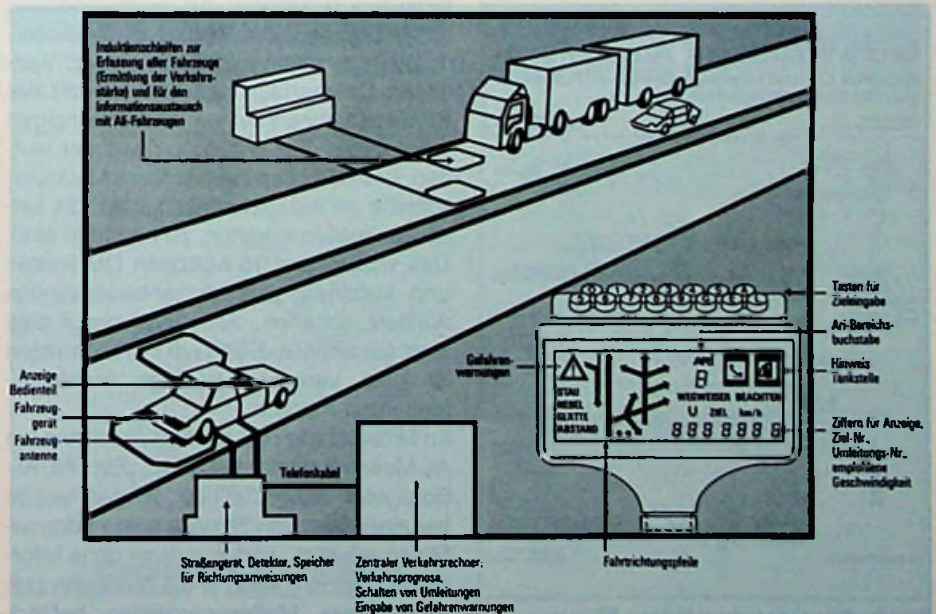 Induktionsschleifen zur
Erfassung aller Fahrzeuge
(Ermittlung der Verkehrs-
stärke) und für den
Informationsaustausch
mit Ali-Fahrzeugen
Tasten für
Zieleingabe
Ari-Bereichs-
buchstabe
Gefahren-
warnungen
Hinweis
Tankstelle
STAU
NEBEL
GLÄTTE
ABSTAND
WEGWEISER BEACHTEN
U ZIEL km/h
Ziffern für Anzeige,
Ziel-Nr.,
Umleitungs-Nr.,
empfohlene
Geschwindigkeit
Anzeige
Bedienteil
Fahrzeug-
gerät
Fahrzeug-
antenne
Telefonkabel
Straßengerät, Detektor, Speicher
für Richtungsanweisungen
Zentraler Verkehrsrechner:
Verkehrsprognose,
Schalten von Umleitungen
Eingabe von Gefahrenwarnungen
Fahrtrichtungspfeile